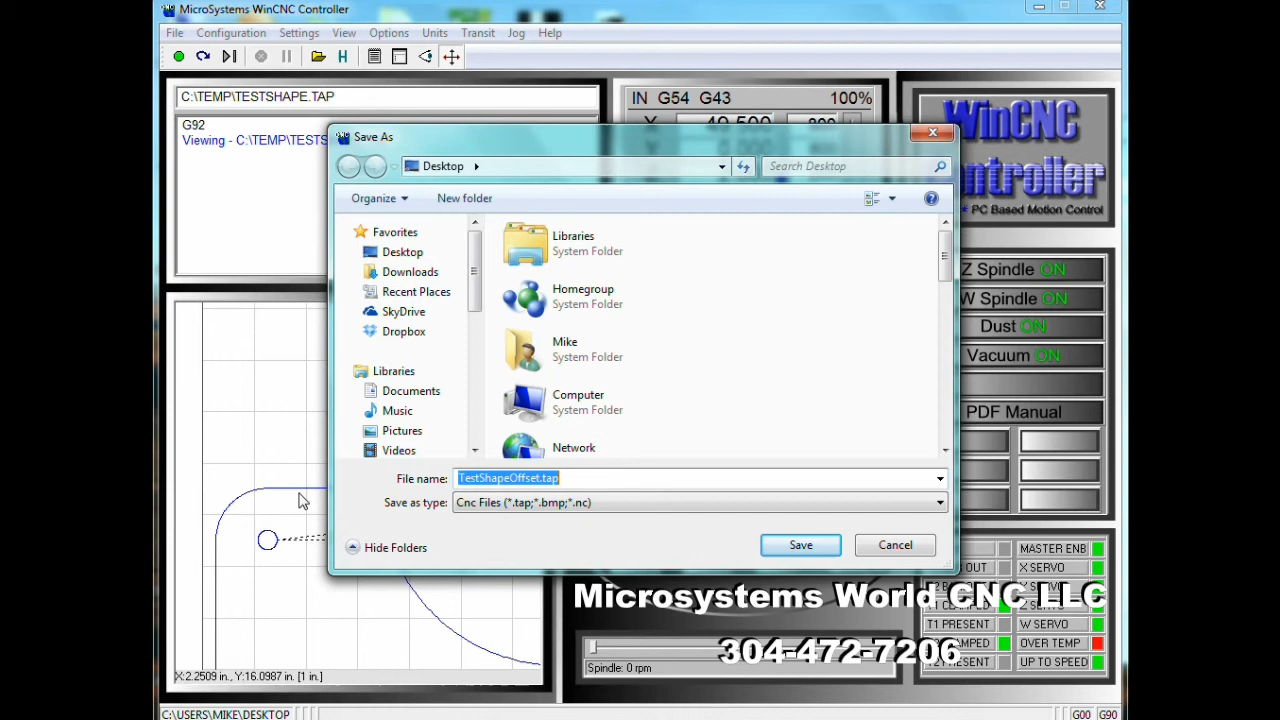 MicroSystems WinCNC Controller
File Configuration Settings View Options Units Transit Jog Help
H
C:\TEMP\TESTSHAPE.TAP
G92
Viewing - C:\TEMP\TESTS
IN G54 G43 100%
X 49.500
WinCNC
Controller
PC Based Motion Control
Save As
Desktop
Search Desktop
Organize New folder
Favorites
Desktop
Downloads
Recent Places
SkyDrive
Dropbox
Libraries
Documents
Music
Pictures
Videos
Libraries
System Folder
Homegroup
System Folder
Mike
System Folder
Computer
System Folder
Network
File name: TestShapeOffset.tap
Save as type: Cnc Files (*.tap;*.bmp;*.nc)
Hide Folders
Save
Cancel
Z Spindle ON
W Spindle ON
Dust ON
Vacuum ON
PDF Manual
MASTER ENB
OUT X SERVO
T1 CLAMPED Z SERVO
T1 PRESENT W SERVO
OVER TEMP
UP TO SPEED
Microsystems World CNC LLC
304-472-7206
Spindle: 0 rpm
X:2.2509 in., Y:16.0987 in. [1 in.]
C:\USERS\MIKE\DESKTOP
G00 G90